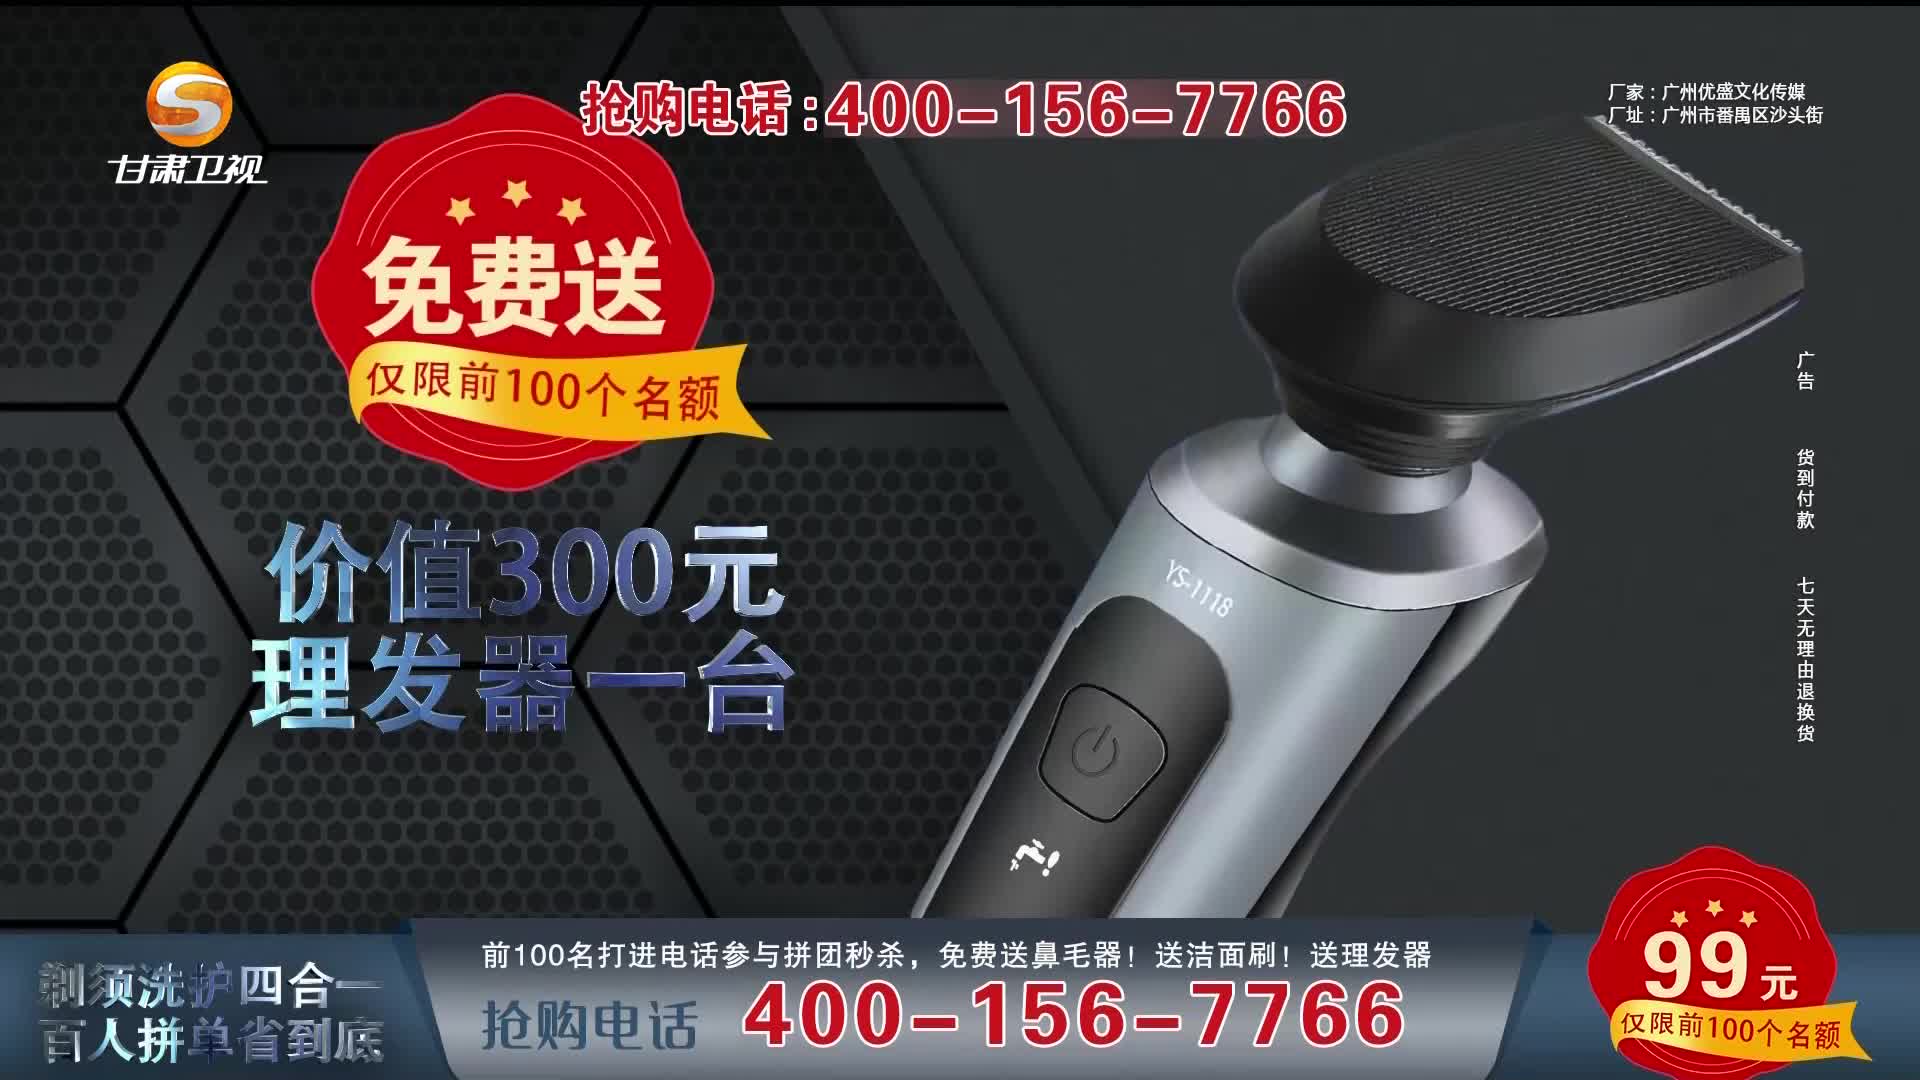 甘肃卫视
抢购电话:400-156-7766
厂家:广州优盛文化传媒
厂址:广州市番禺区沙头街
免费送
仅限前100个名额
价值300元
理发器一台
YS-1118
广告
货到付款
七天无理由退换货
剃须洗护四合一
百人拼单省到底
前100名打进电话参与拼团秒杀，免费送鼻毛器！送洁面刷！送理发器
抢购电话 400-156-7766
99元
仅限前100个名额